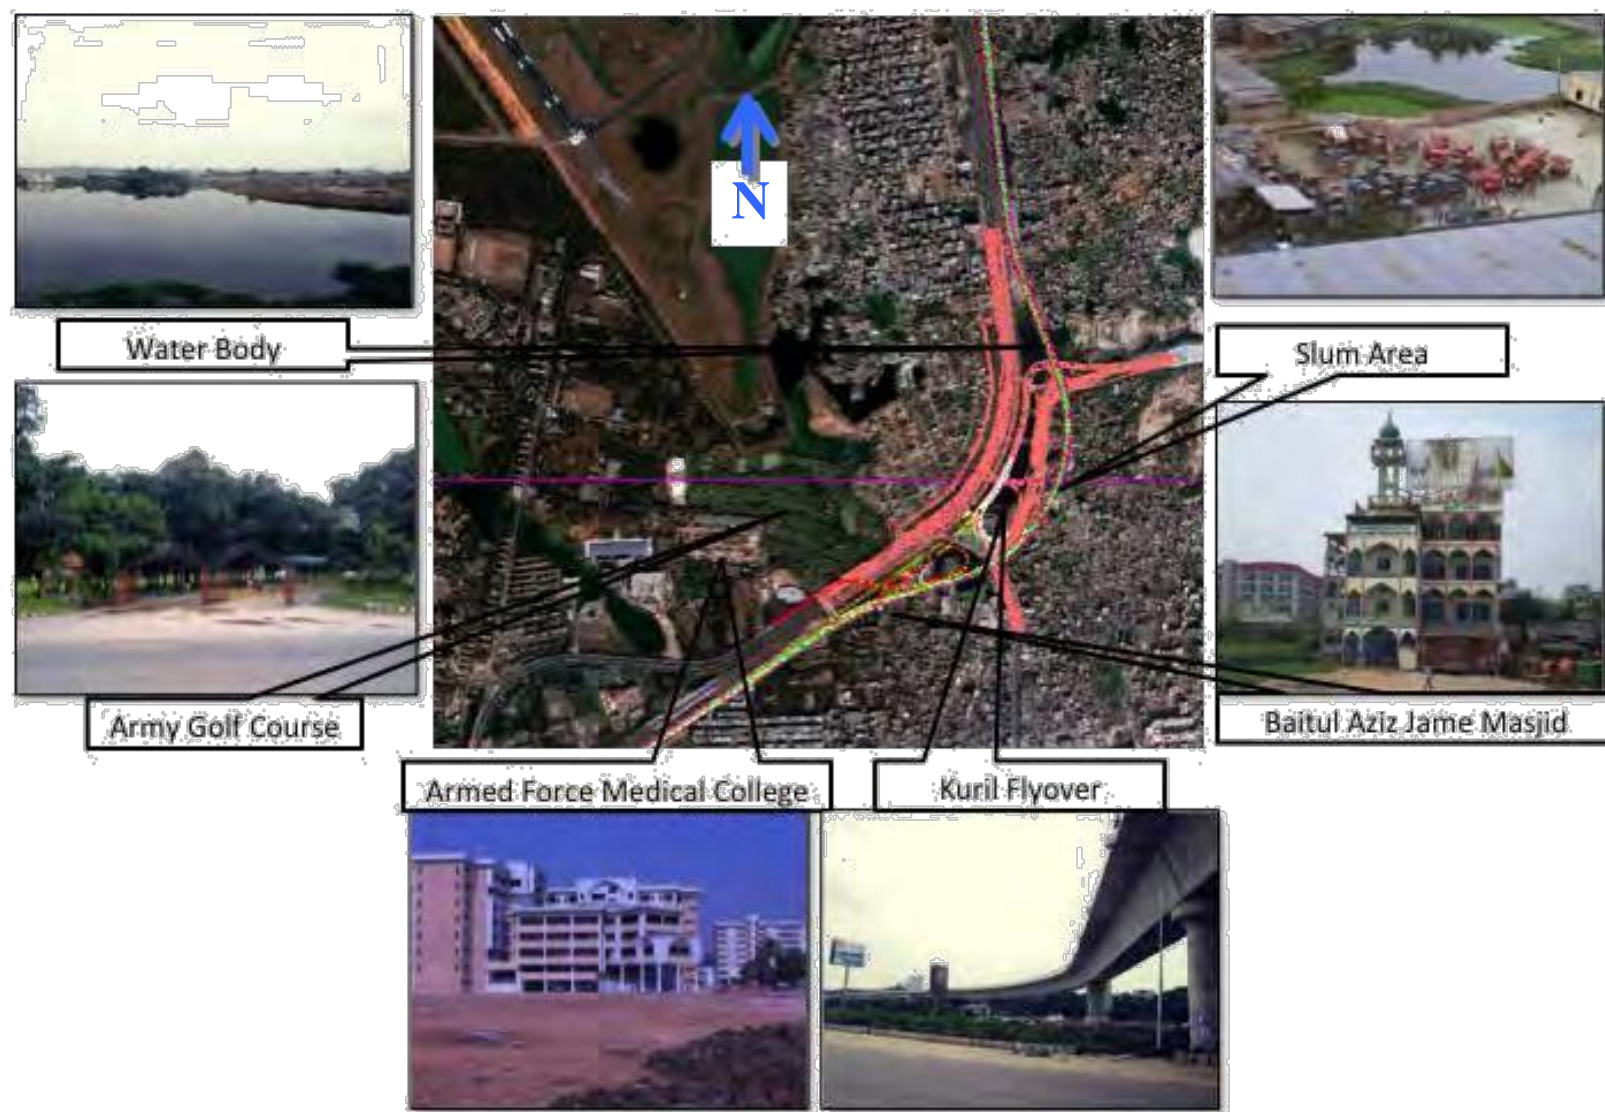 N
Water Body
Slum Area
Army Golf Course
Baitul Aziz Jame Masjid
Armed Force Medical College
Kuril Flyover